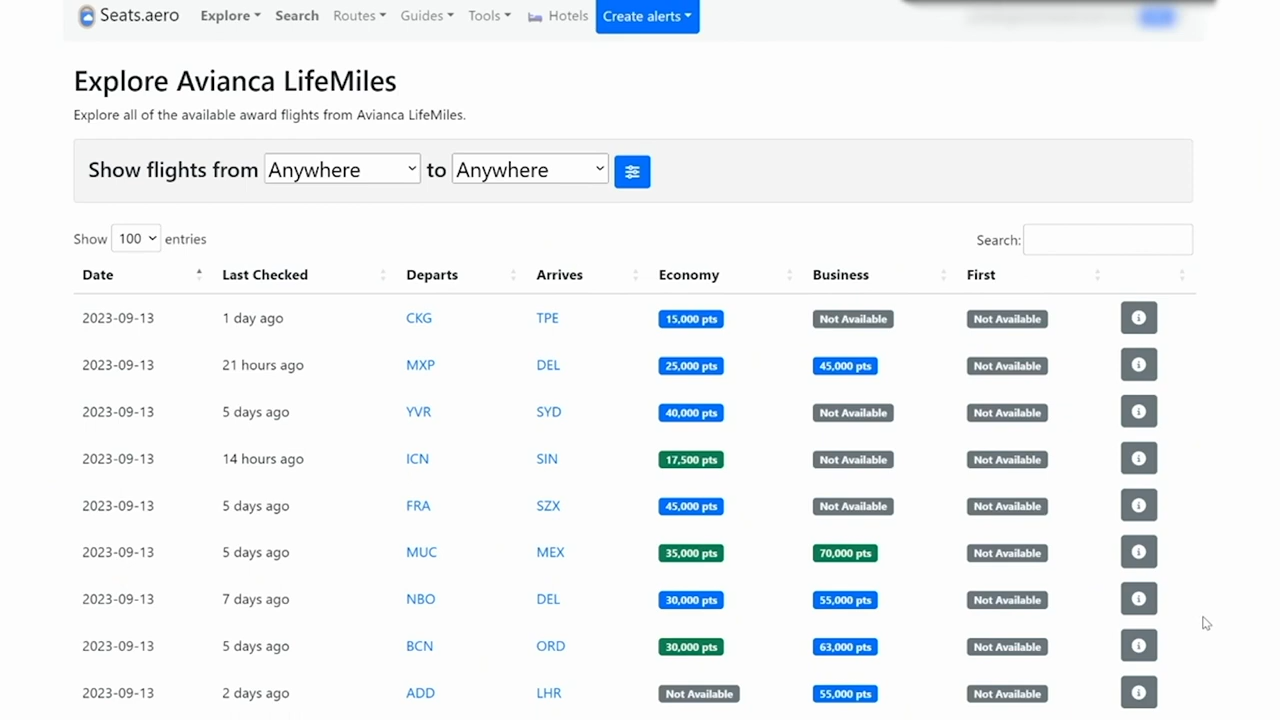 Seats.aero Explore Search Routes Guides Tools Hotels Create alerts
Explore Avianca LifeMiles
Explore all of the available award flights from Avianca LifeMiles.
Show flights from Anywhere to Anywhere
Show 100 entries Search:
Date Last Checked Departs Arrives Economy Business First
2023-09-13 1 day ago CKG TPE 15,000 pts Not Available Not Available
2023-09-13 21 hours ago MXP DEL 25,000 pts 45,000 pts Not Available
2023-09-13 5 days ago YVR SYD 40,000 pts Not Available Not Available
2023-09-13 14 hours ago ICN SIN 17,500 pts Not Available Not Available
2023-09-13 5 days ago FRA SZX 45,000 pts Not Available Not Available
2023-09-13 5 days ago MUC MEX 35,000 pts 70,000 pts Not Available
2023-09-13 7 days ago NBO DEL 30,000 pts 55,000 pts Not Available
2023-09-13 5 days ago BCN ORD 30,000 pts 63,000 pts Not Available
2023-09-13 2 days ago ADD LHR Not Available 55,000 pts Not Available